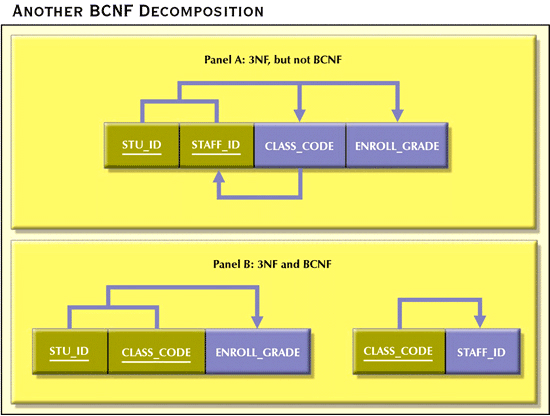 ANOTHER BCNF DECOMPOSITION
Panel A: 3NF, but not BCNF
STU_ID STAFF_ID CLASS_CODE ENROLL_GRADE
Panel B: 3NF and BCNF
STU_ID CLASS_CODE ENROLL_GRADE CLASS_CODE STAFF_ID